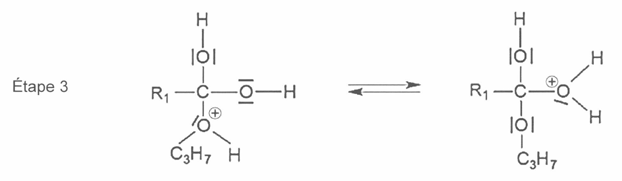 Étape 3
H
|O|
R₁ — C — O — H
O ⊕
C₃H₇ H
H
|O| H
R₁ — C — O ⊕
H
|O|
C₃H₇